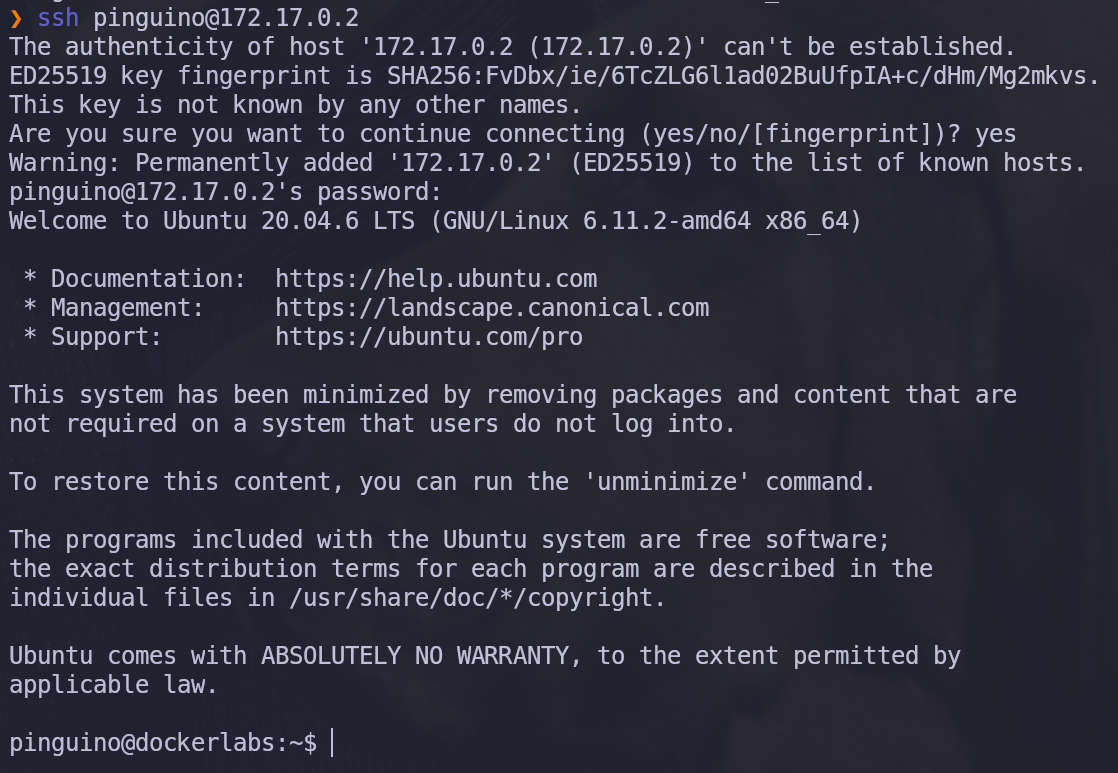 ❯ ssh pinguino@172.17.0.2
The authenticity of host '172.17.0.2 (172.17.0.2)' can't be established.
ED25519 key fingerprint is SHA256:FvDbx/ie/6TcZLG6l1ad02BuUfpIA+c/dHm/Mg2mkvs.
This key is not known by any other names.
Are you sure you want to continue connecting (yes/no/[fingerprint])? yes
Warning: Permanently added '172.17.0.2' (ED25519) to the list of known hosts.
pinguino@172.17.0.2's password:
Welcome to Ubuntu 20.04.6 LTS (GNU/Linux 6.11.2-amd64 x86_64)

 * Documentation:  https://help.ubuntu.com
 * Management:     https://landscape.canonical.com
 * Support:        https://ubuntu.com/pro

This system has been minimized by removing packages and content that are
not required on a system that users do not log into.

To restore this content, you can run the 'unminimize' command.

The programs included with the Ubuntu system are free software;
the exact distribution terms for each program are described in the
individual files in /usr/share/doc/*/copyright.

Ubuntu comes with ABSOLUTELY NO WARRANTY, to the extent permitted by
applicable law.

pinguino@dockerlabs:~$